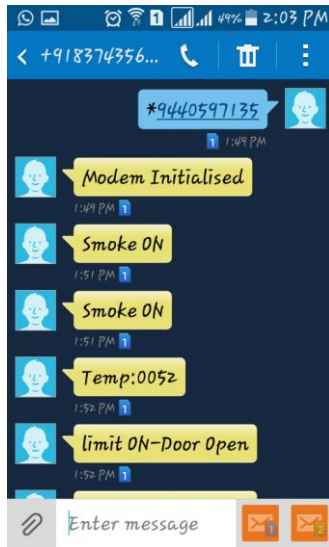 49% 2:03 PM
+918374356...
*9440597135
1:49 PM
Modem Initialised
1:49 PM
Smoke ON
1:51 PM
Smoke ON
1:51 PM
Temp:0052
1:52 PM
limit ON-Door Open
1:52 PM
Enter message